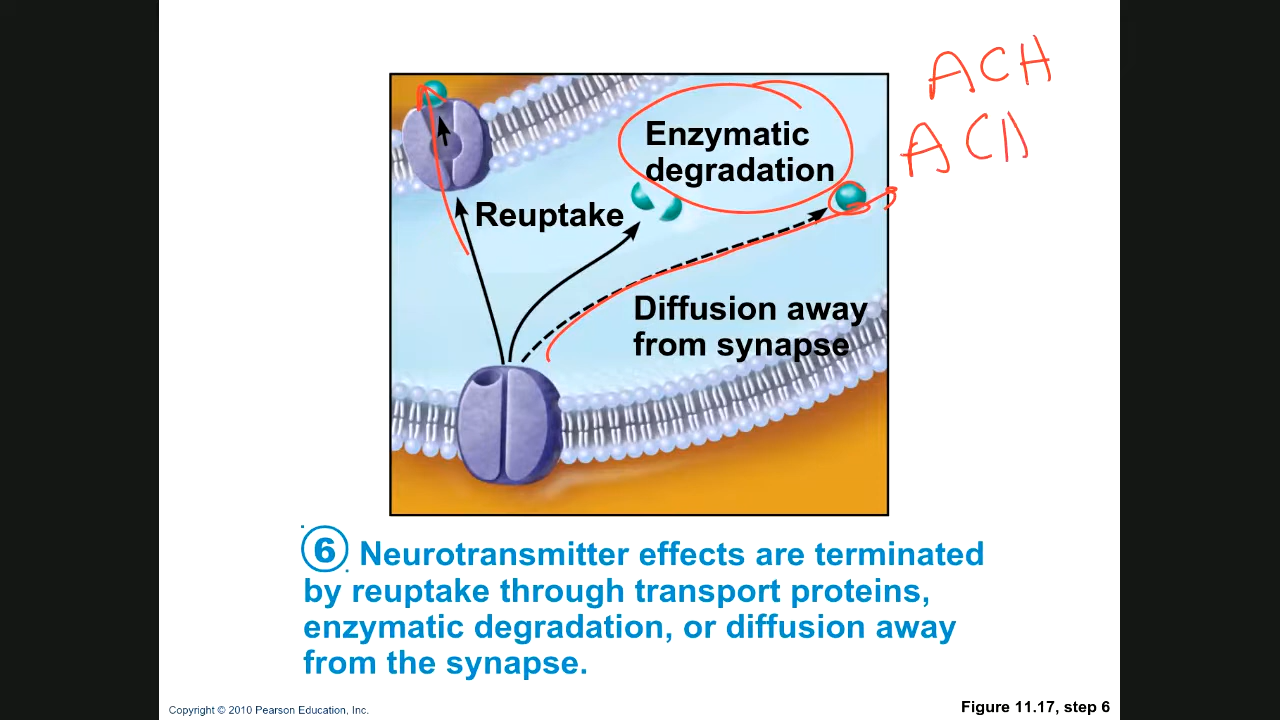 ACH
Enzymatic
degradation
Reuptake
Diffusion away
from synapse
6 Neurotransmitter effects are terminated
by reuptake through transport proteins,
enzymatic degradation, or diffusion away
from the synapse.
Copyright © 2010 Pearson Education, Inc.
Figure 11.17, step 6